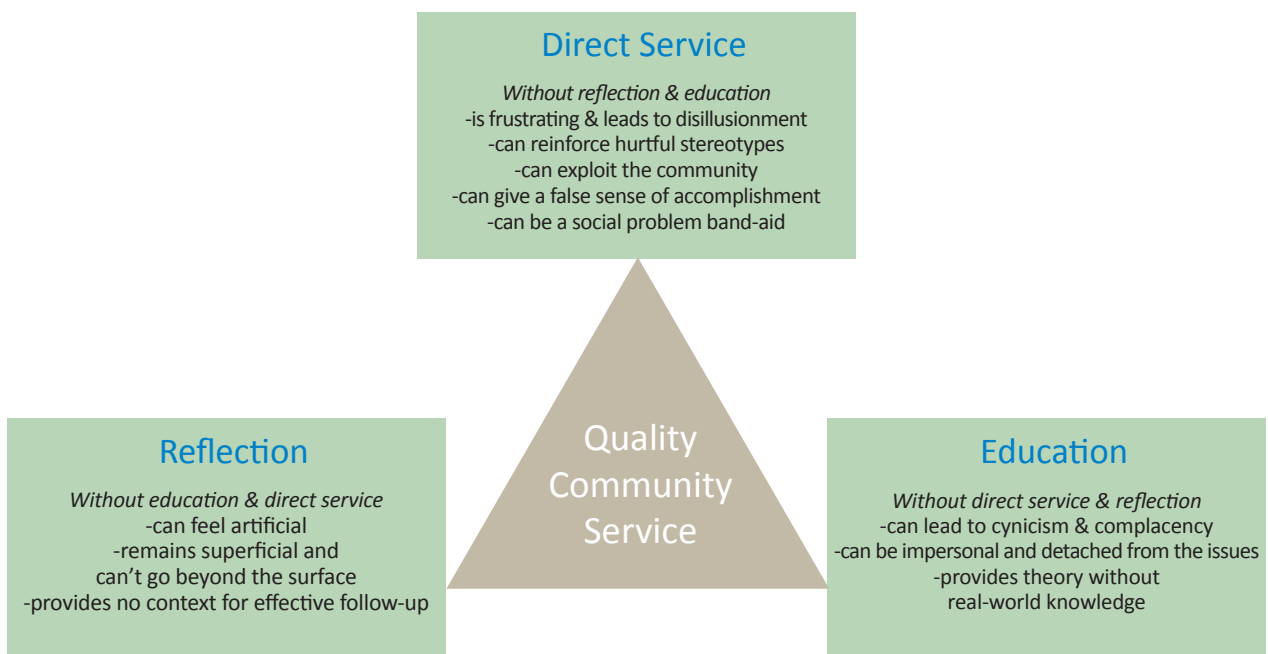 Direct Service
Without reflection & education
-is frustrating & leads to disillusionment
-can reinforce hurtful stereotypes
-can exploit the community
-can give a false sense of accomplishment
-can be a social problem band-aid
Quality
Community
Service
Reflection
Without education & direct service
-can feel artificial
-remains superficial and
can’t go beyond the surface
-provides no context for effective follow-up
Education
Without direct service & reflection
-can lead to cynicism & complacency
-can be impersonal and detached from the issues
-provides theory without
real-world knowledge